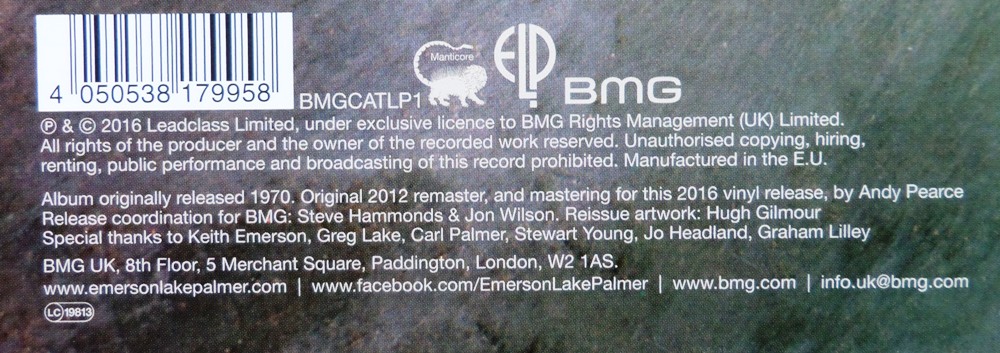 Manticore
ELP
BMG
4 050538 179958
BMGCATLP1
℗ & © 2016 Leadclass Limited, under exclusive licence to BMG Rights Management (UK) Limited.
All rights of the producer and the owner of the recorded work reserved. Unauthorised copying, hiring,
renting, public performance and broadcasting of this record prohibited. Manufactured in the E.U.
Album originally released 1970. Original 2012 remaster, and mastering for this 2016 vinyl release, by Andy Pearce
Release coordination for BMG: Steve Hammonds & Jon Wilson. Reissue artwork: Hugh Gilmour
Special thanks to Keith Emerson, Greg Lake, Carl Palmer, Stewart Young, Jo Headland, Graham Lilley
BMG UK, 8th Floor, 5 Merchant Square, Paddington, London, W2 1AS.
www.emersonlakepalmer.com | www.facebook.com/EmersonLakePalmer | www.bmg.com | info.uk@bmg.com
LC 19813